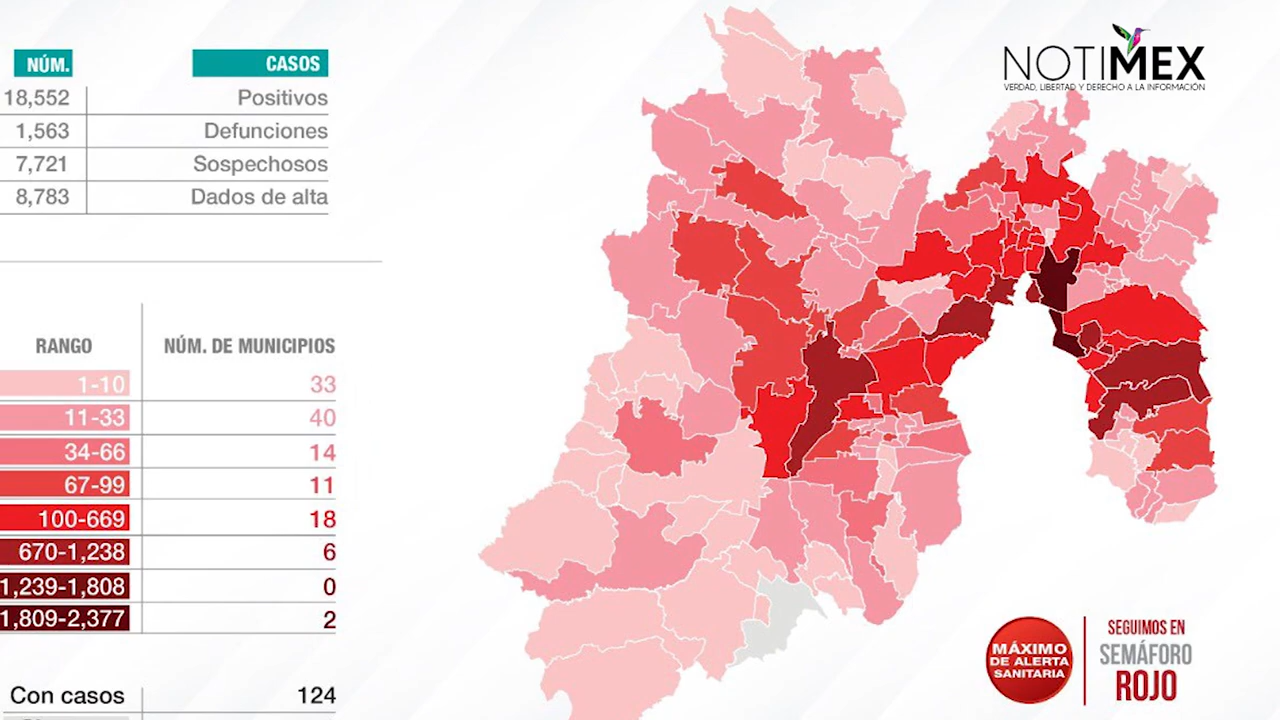 NOTIMEX
VERDAD, LIBERTAD Y DERECHO A LA INFORMACIÓN
NÚM. CASOS
18,552 Positivos
1,563 Defunciones
7,721 Sospechosos
8,783 Dados de alta
RANGO NÚM. DE MUNICIPIOS
1-10 33
11-33 40
34-66 14
67-99 11
100-669 18
670-1,238 6
1,239-1,808 0
1,809-2,377 2
Con casos 124
MÁXIMO
DE ALERTA
SANITARIA
SEGUIMOS EN
SEMÁFORO
ROJO